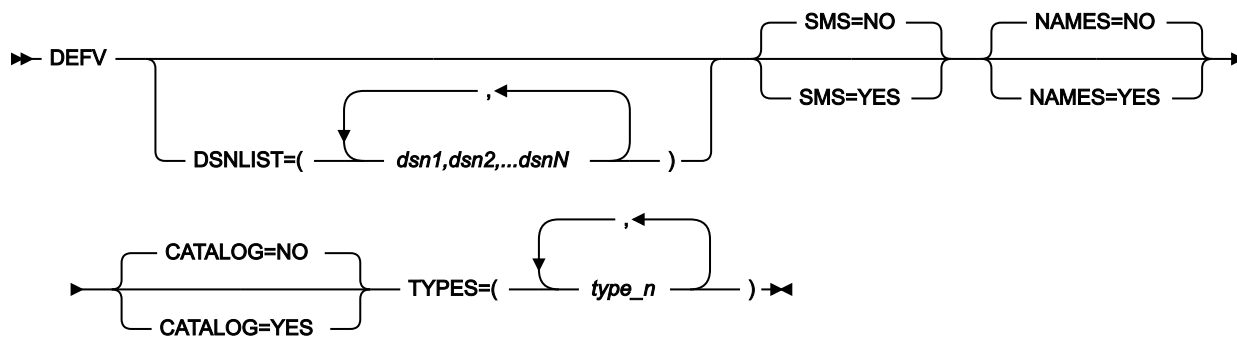 SMS=NO NAMES=NO
DEFV
SMS=YES NAMES=YES
,
DSNLIST=( dsn1,dsn2,...dsnN )
,
CATALOG=NO
TYPES=( type_n )
CATALOG=YES